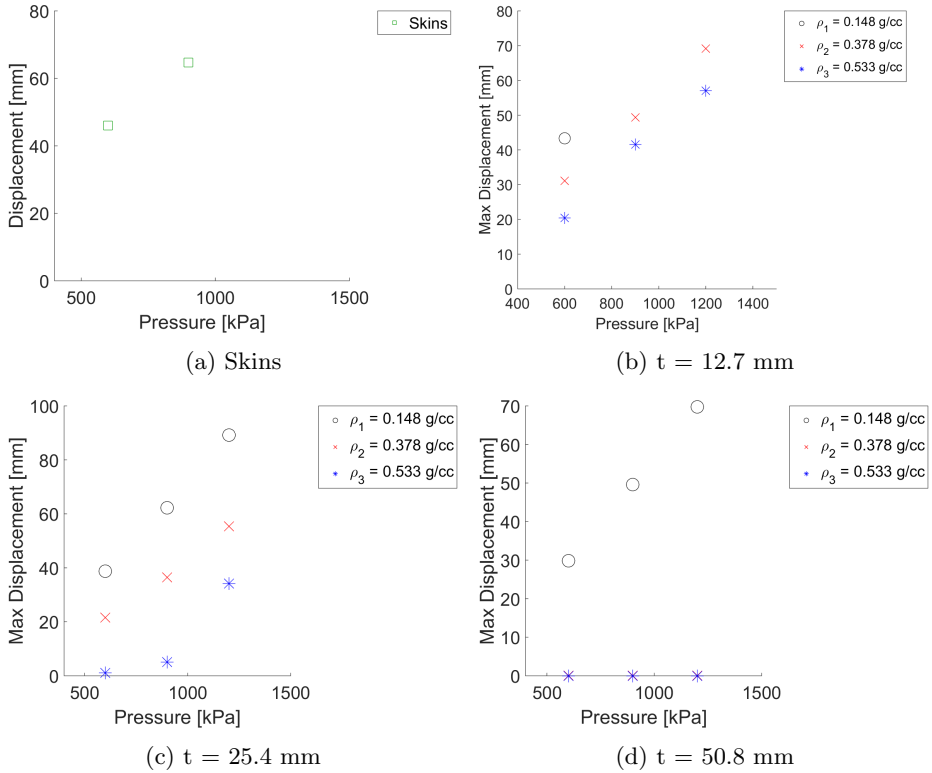 80
60
40
20
0
Displacement [mm]
500 1000 1500
Pressure [kPa]
Skins
(a) Skins
80
70
60
50
40
30
20
10
0
Max Displacement [mm]
400 600 800 1000 1200 1400
Pressure [kPa]
ρ1 = 0.148 g/cc
ρ2 = 0.378 g/cc
ρ3 = 0.533 g/cc
(b) t = 12.7 mm
100
80
60
40
20
0
Max Displacement [mm]
500 1000 1500
Pressure [kPa]
ρ1 = 0.148 g/cc
ρ2 = 0.378 g/cc
ρ3 = 0.533 g/cc
(c) t = 25.4 mm
70
60
50
40
30
20
10
0
Max Displacement [mm]
500 1000 1500
Pressure [kPa]
ρ1 = 0.148 g/cc
ρ2 = 0.378 g/cc
ρ3 = 0.533 g/cc
(d) t = 50.8 mm